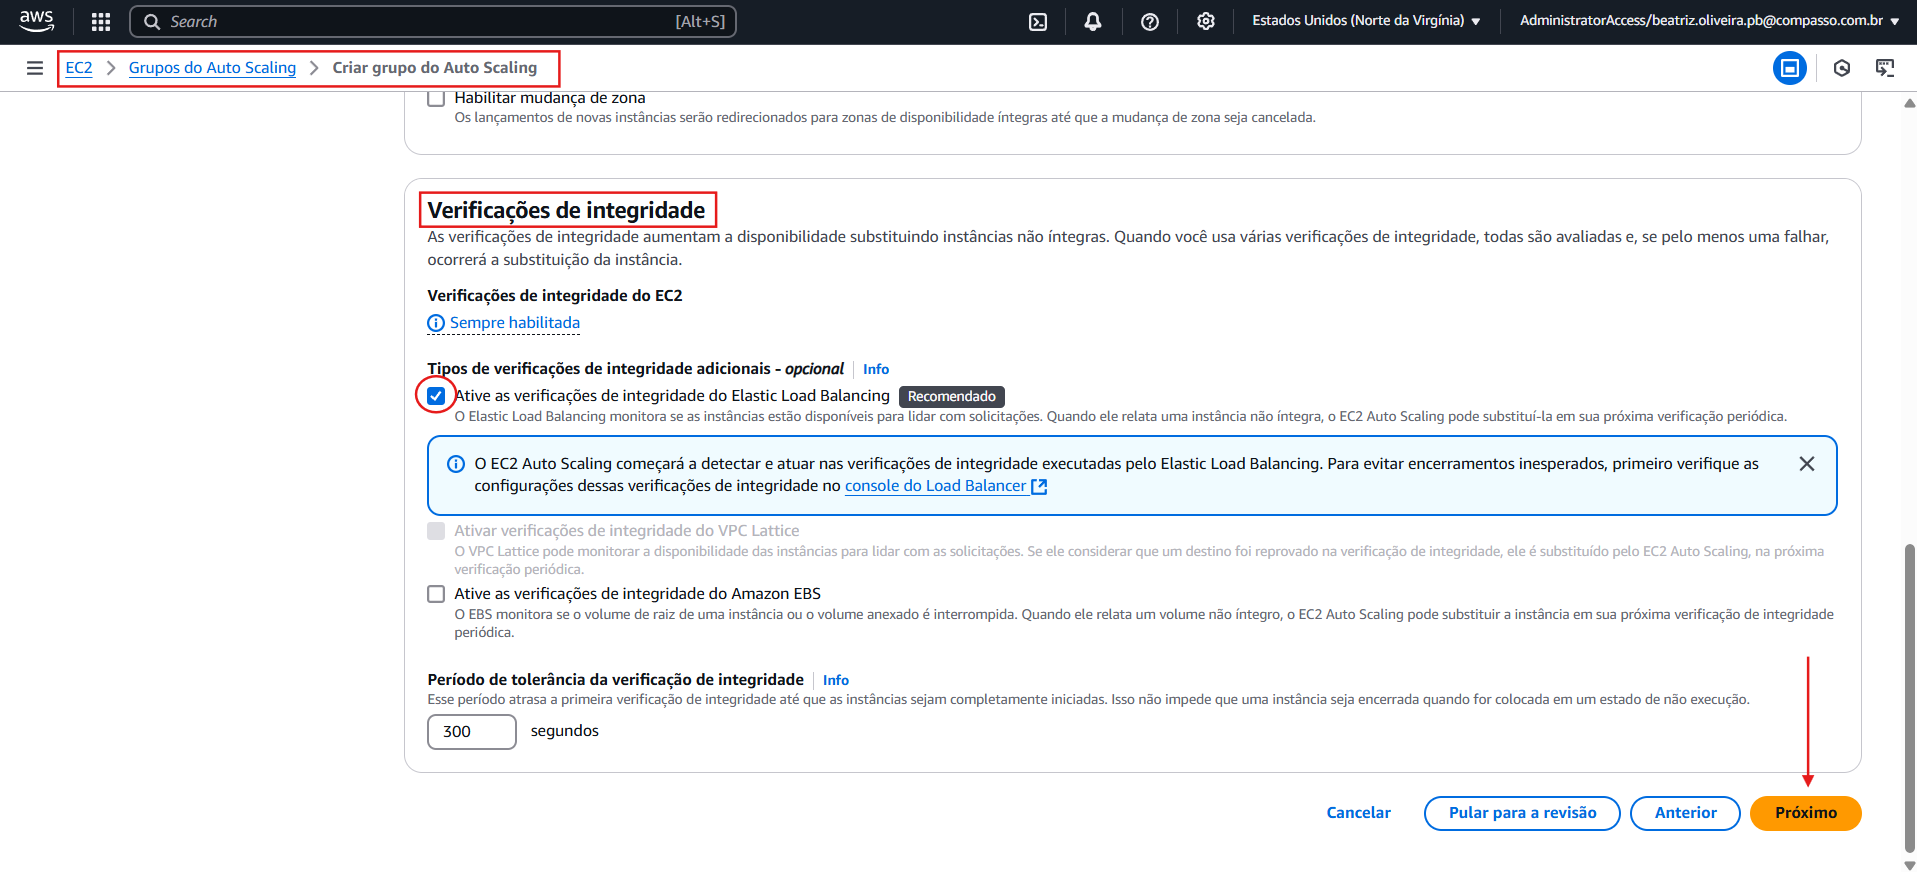 aws
Search [Alt+S]
Estados Unidos (Norte da Virgínia)
AdministratorAccess/beatriz.oliveira.pb@compasso.com.br
EC2 > Grupos do Auto Scaling > Criar grupo do Auto Scaling
Habilitar mudança de zona
Os lançamentos de novas instâncias serão redirecionados para zonas de disponibilidade íntegras até que a mudança de zona seja cancelada.
Verificações de integridade
As verificações de integridade aumentam a disponibilidade substituindo instâncias não íntegras. Quando você usa várias verificações de integridade, todas são avaliadas e, se pelo menos uma falhar,
ocorrerá a substituição da instância.
Verificações de integridade do EC2
Sempre habilitada
Tipos de verificações de integridade adicionais - opcional Info
Ative as verificações de integridade do Elastic Load Balancing Recomendado
O Elastic Load Balancing monitora se as instâncias estão disponíveis para lidar com solicitações. Quando ele relata uma instância não íntegra, o EC2 Auto Scaling pode substituí-la em sua próxima verificação periódica.
O EC2 Auto Scaling começará a detectar e atuar nas verificações de integridade executadas pelo Elastic Load Balancing. Para evitar encerramentos inesperados, primeiro verifique as
configurações dessas verificações de integridade no console do Load Balancer
Ativar verificações de integridade do VPC Lattice
O VPC Lattice pode monitorar a disponibilidade das instâncias para lidar com as solicitações. Se ele considerar que um destino foi reprovado na verificação de integridade, ele é substituído pelo EC2 Auto Scaling, na próxima
verificação periódica.
Ative as verificações de integridade do Amazon EBS
O EBS monitora se o volume de raiz de uma instância ou o volume anexado é interrompida. Quando ele relata um volume não íntegro, o EC2 Auto Scaling pode substituir a instância em sua próxima verificação de integridade
periódica.
Período de tolerância da verificação de integridade Info
Esse período atrasa a primeira verificação de integridade até que as instâncias sejam completamente iniciadas. Isso não impede que uma instância seja encerrada quando for colocada em um estado de não execução.
300 segundos
Cancelar Pular para a revisão Anterior Próximo